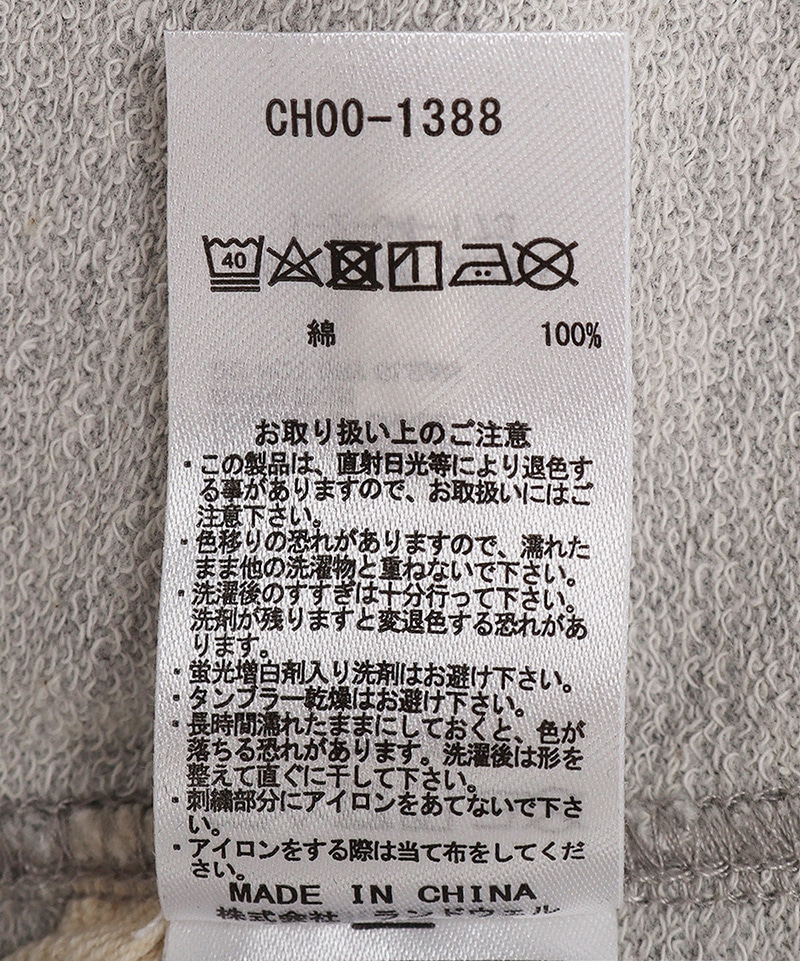 CH00-1388
40
綿 100%
お取り扱い上のご注意
・この製品は、直射日光等により退色す
る事がありますので、お取扱いにはご
注意下さい。
・色移りの恐れがありますので、濡れた
まま他の洗濯物と重ねないで下さい。
・洗濯後のすすぎは十分行って下さい。
洗剤が残りますと変退色する恐れがあ
ります。
・蛍光増白剤入り洗剤はお避け下さい。
・タンブラー乾燥はお避け下さい。
・長時間濡れたままにしておくと、色が
落ちる恐れがあります。洗濯後は形を
整えて直ぐに干して下さい。
・刺繍部分にアイロンをあてないで下さ
い。
・アイロンをする際は当て布をしてくだ
さい。
MADE IN CHINA
株式会社 ランドウェル